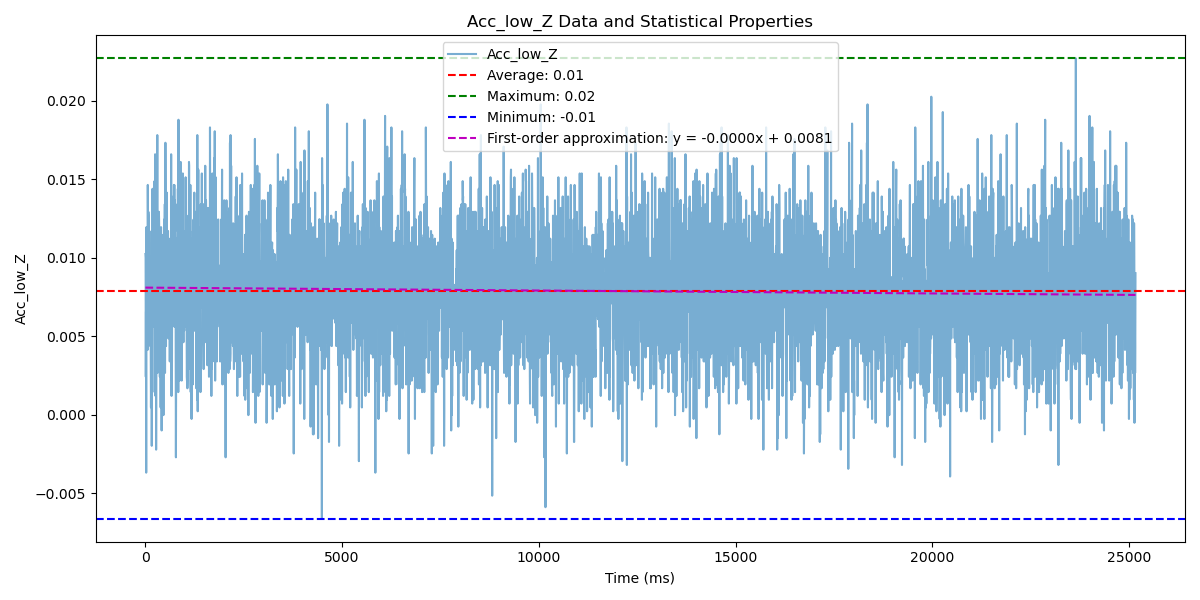 Acc_low_Z Data and Statistical Properties
Acc_low_Z
Average: 0.01
Maximum: 0.02
Minimum: -0.01
First-order approximation: y = -0.0000x + 0.0081
0.020
0.015
0.010
0.005
0.000
−0.005
Acc_low_Z
0
5000
10000
15000
20000
25000
Time (ms)